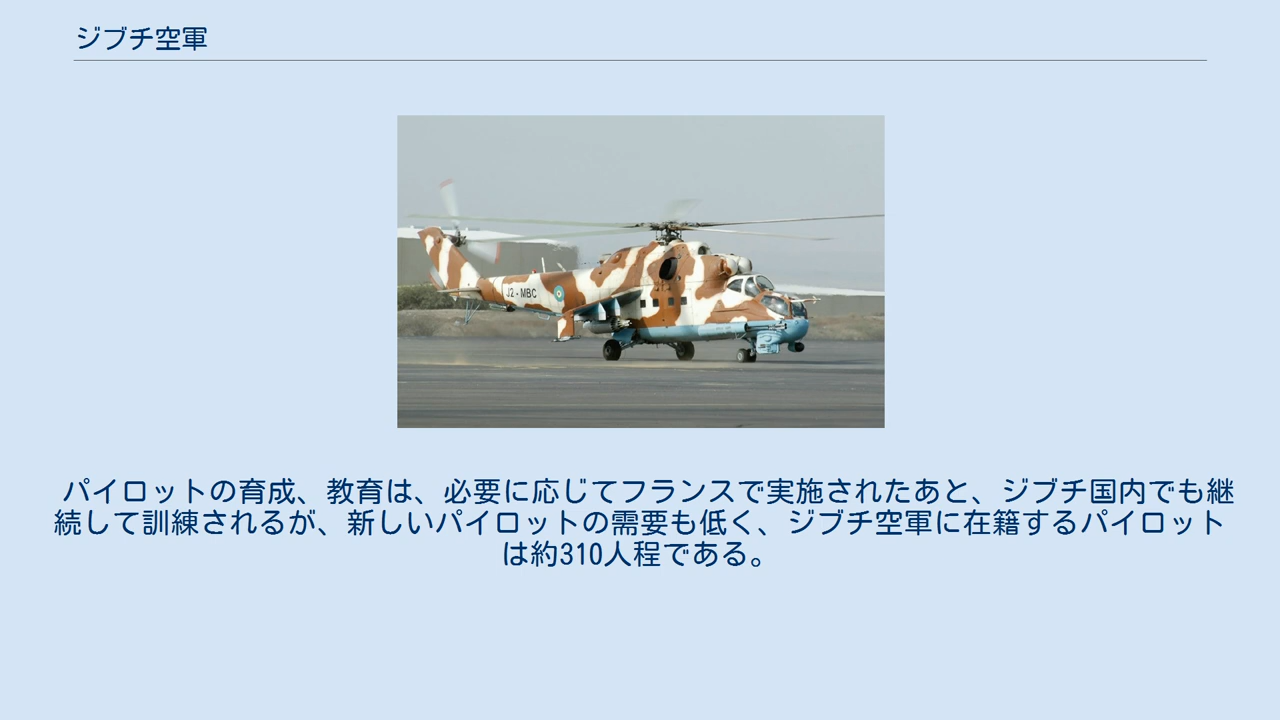 ジブチ空軍
J2-MBC
パイロットの育成、教育は、必要に応じてフランスで実施されたあと、ジブチ国内でも継
続して訓練されるが、新しいパイロットの需要も低く、ジブチ空軍に在籍するパイロット
は約310人程である。